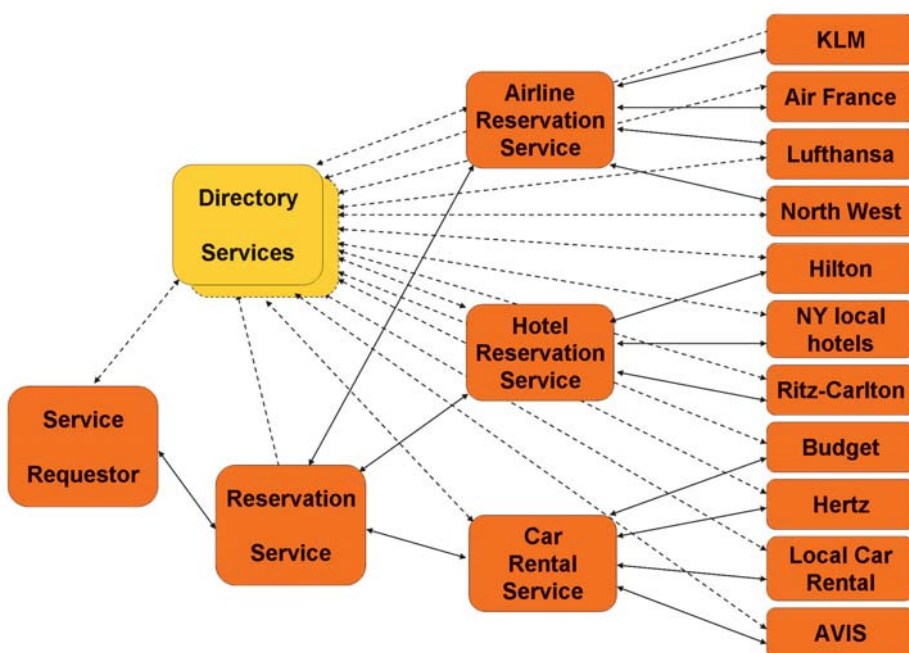 KLM
Airline
Reservation
Service
Air France
Lufthansa
North West
Directory
Services
Hilton
Hotel
Reservation
Service
NY local
hotels
Ritz-Carlton
Service
Requestor
Budget
Reservation
Service
Hertz
Car
Rental
Service
Local Car
Rental
AVIS